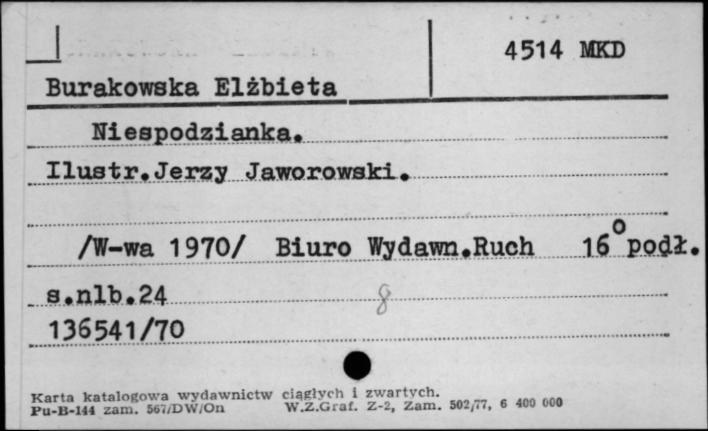 4514 MKD
Burakowska Elżbieta
Niespodzianka.
Ilustr.Jerzy Jaworowski.
/W-wa 1970/ Biuro Wydawn.Ruch 16° podł.
s.nlb.24 8
136541/70
Karta katalogowa wydawnictw ciągłych i zwartych.
Pu-B-144 zam. 567/DW/On W.Z.Graf. Z-2, Zam. 502/77, 6 400 000